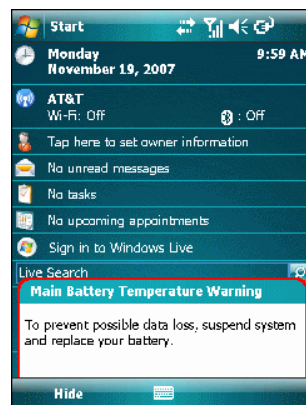 Start
Monday 9:59 AM
November 19, 2007
AT&T
Wi-Fi: Off : Off
Tap here to set owner information
No unread messages
No tasks
No upcoming appointments
Sign in to Windows Live
Live Search
Main Battery Temperature Warning
To prevent possible data loss, suspend system
and replace your battery.
Hide